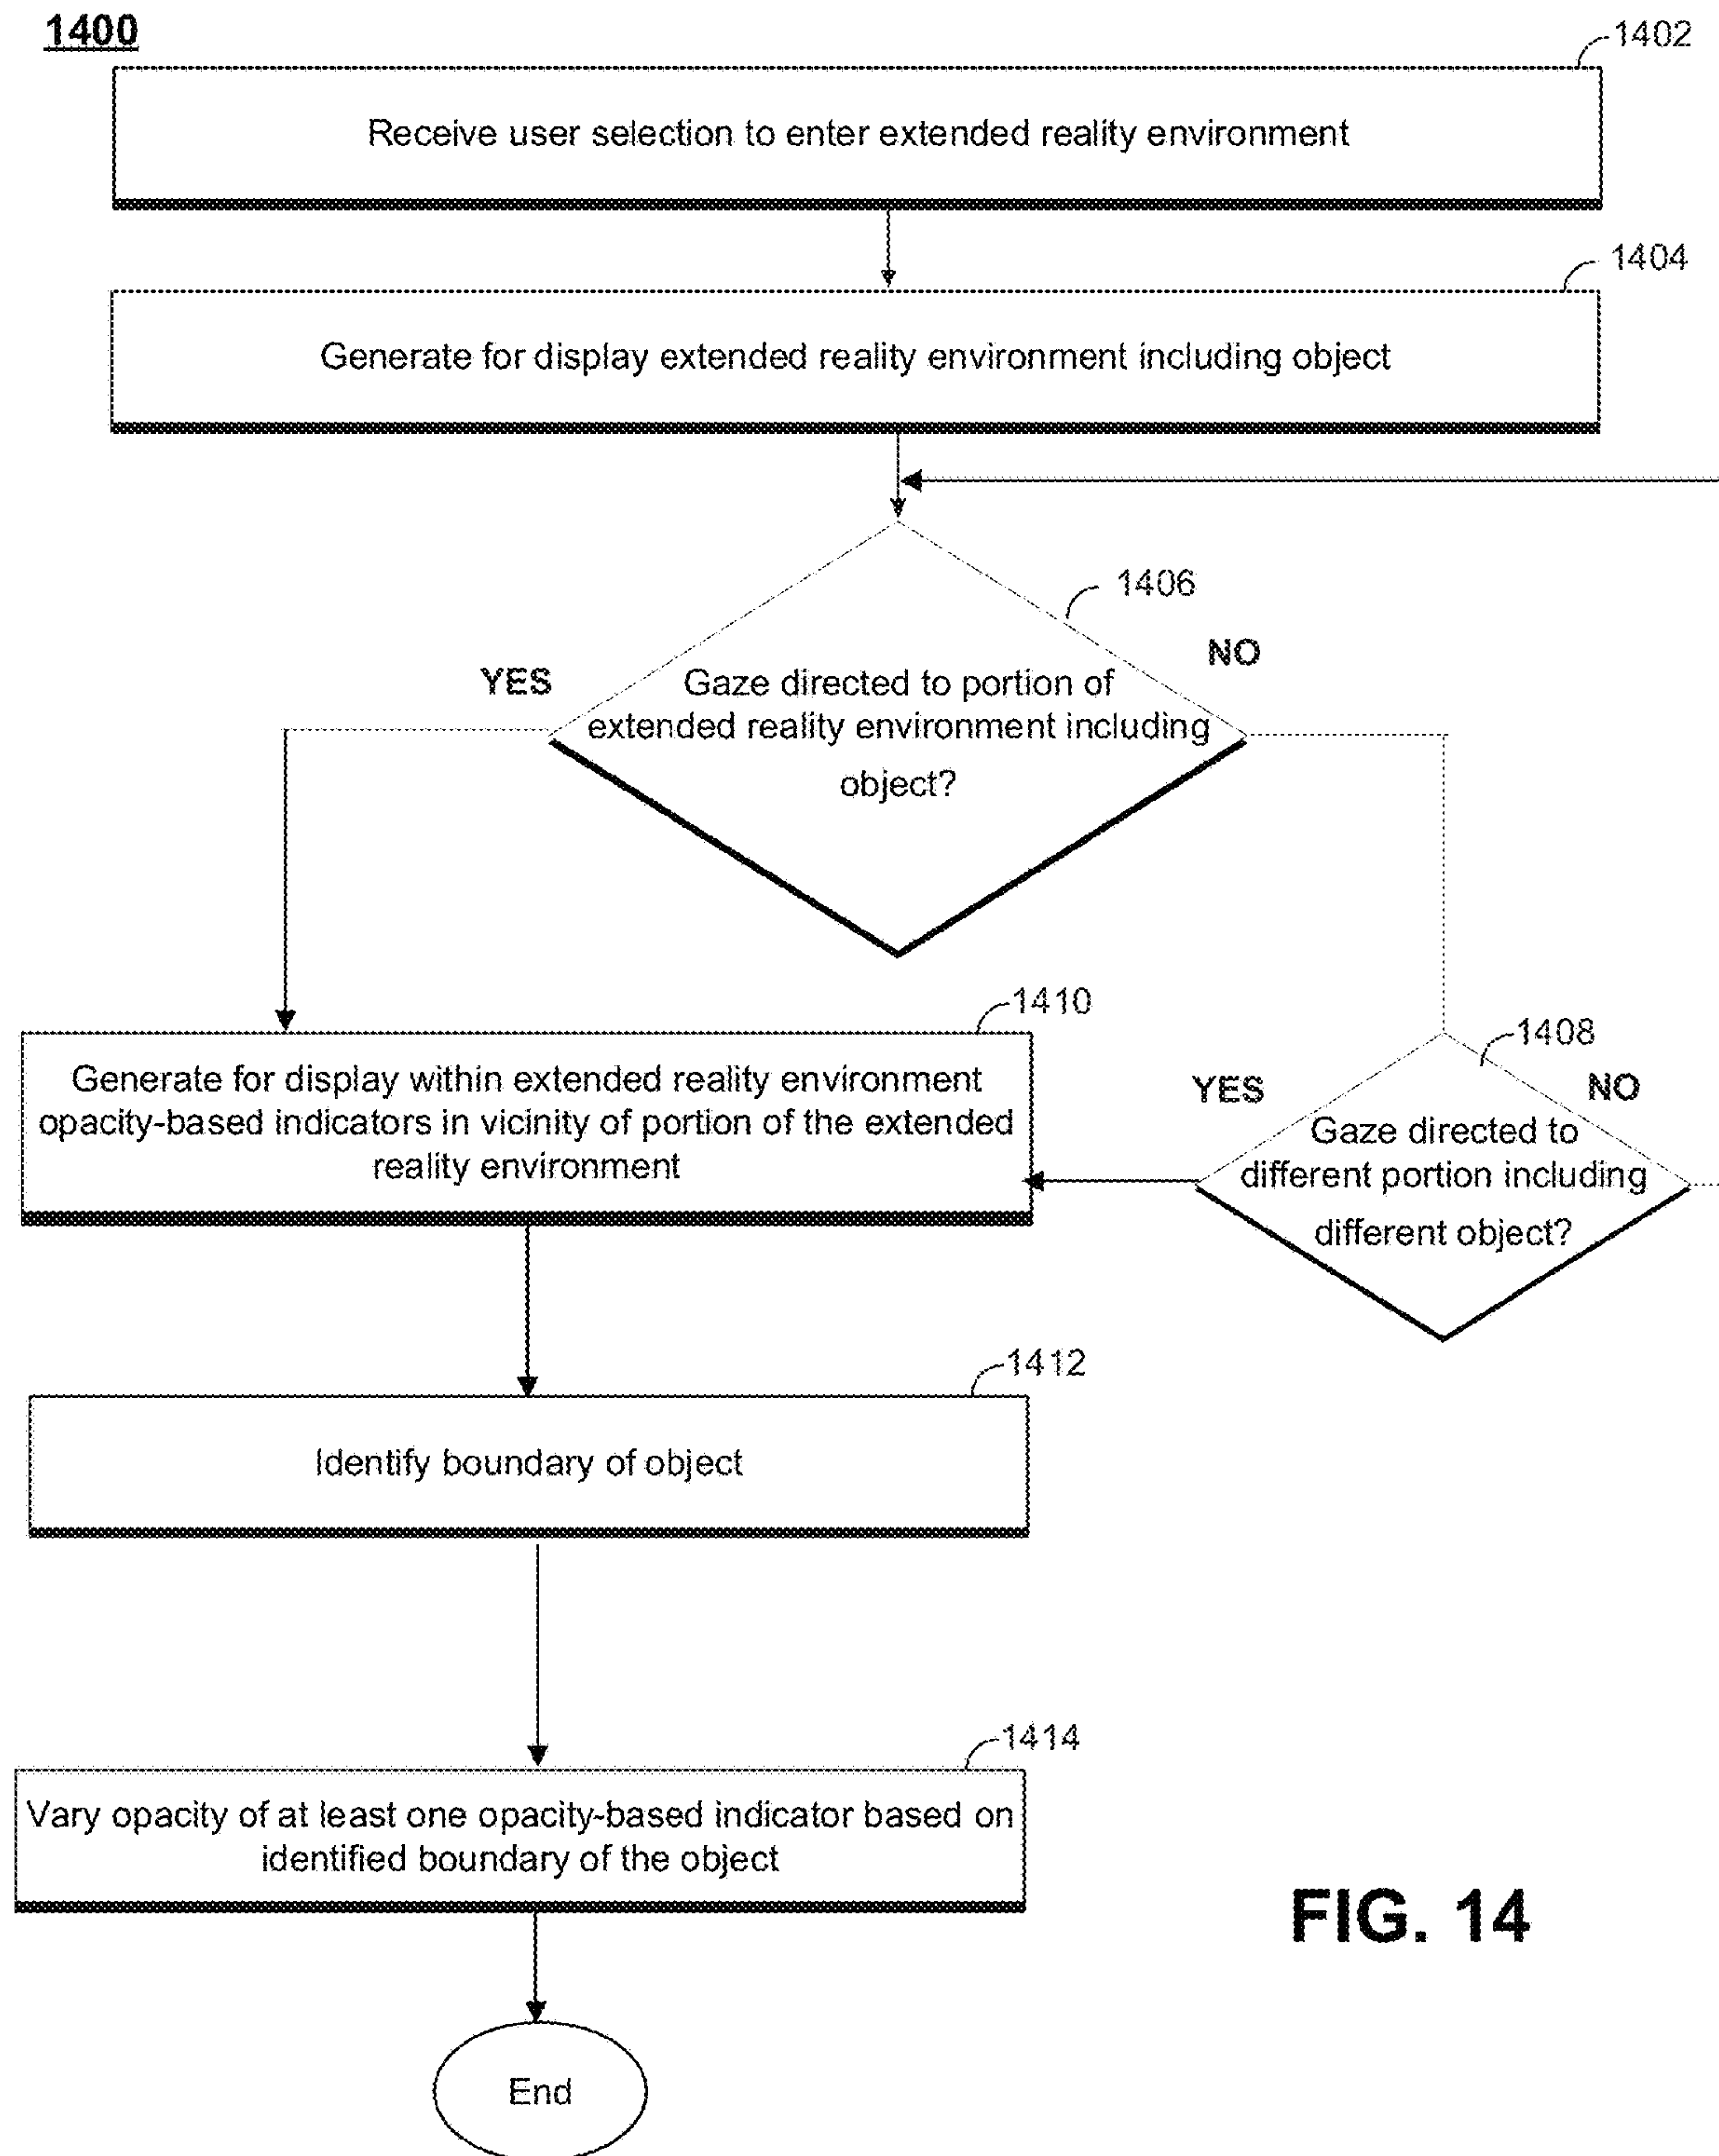 1400
1402
Receive user selection to enter extended reality environment
1404
Generate for display extended reality environment including object
1406
YES
NO
Gaze directed to portion of
extended reality environment including
object?
1410
Generate for display within extended reality environment
opacity-based indicators in vicinity of portion of the extended
reality environment
1408
YES
NO
Gaze directed to
different portion including
different object?
1412
Identify boundary of object
1414
Vary opacity of at least one opacity-based indicator based on
identified boundary of the object
FIG. 14
End